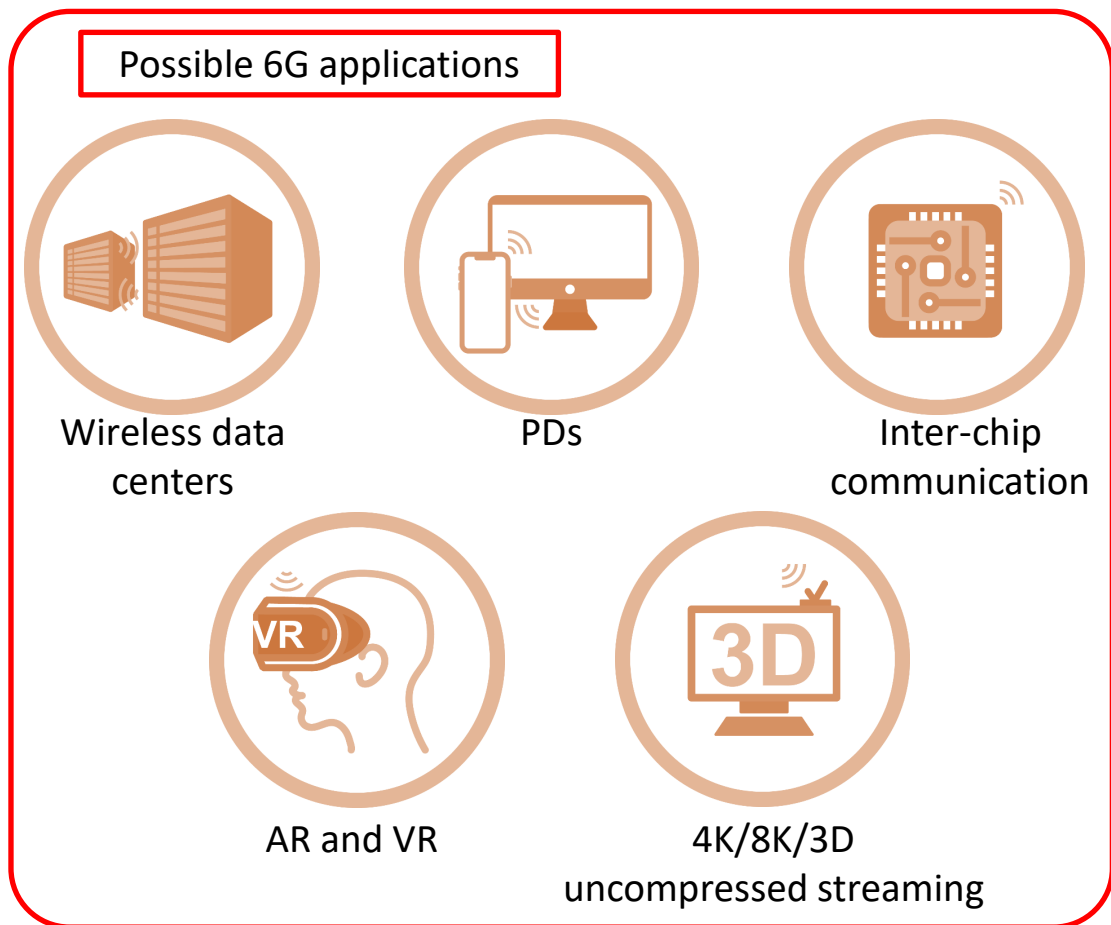 Possible 6G applications
Wireless data
centers
PDs
Inter-chip
communication
VR
AR and VR
3D
4K/8K/3D
uncompressed streaming